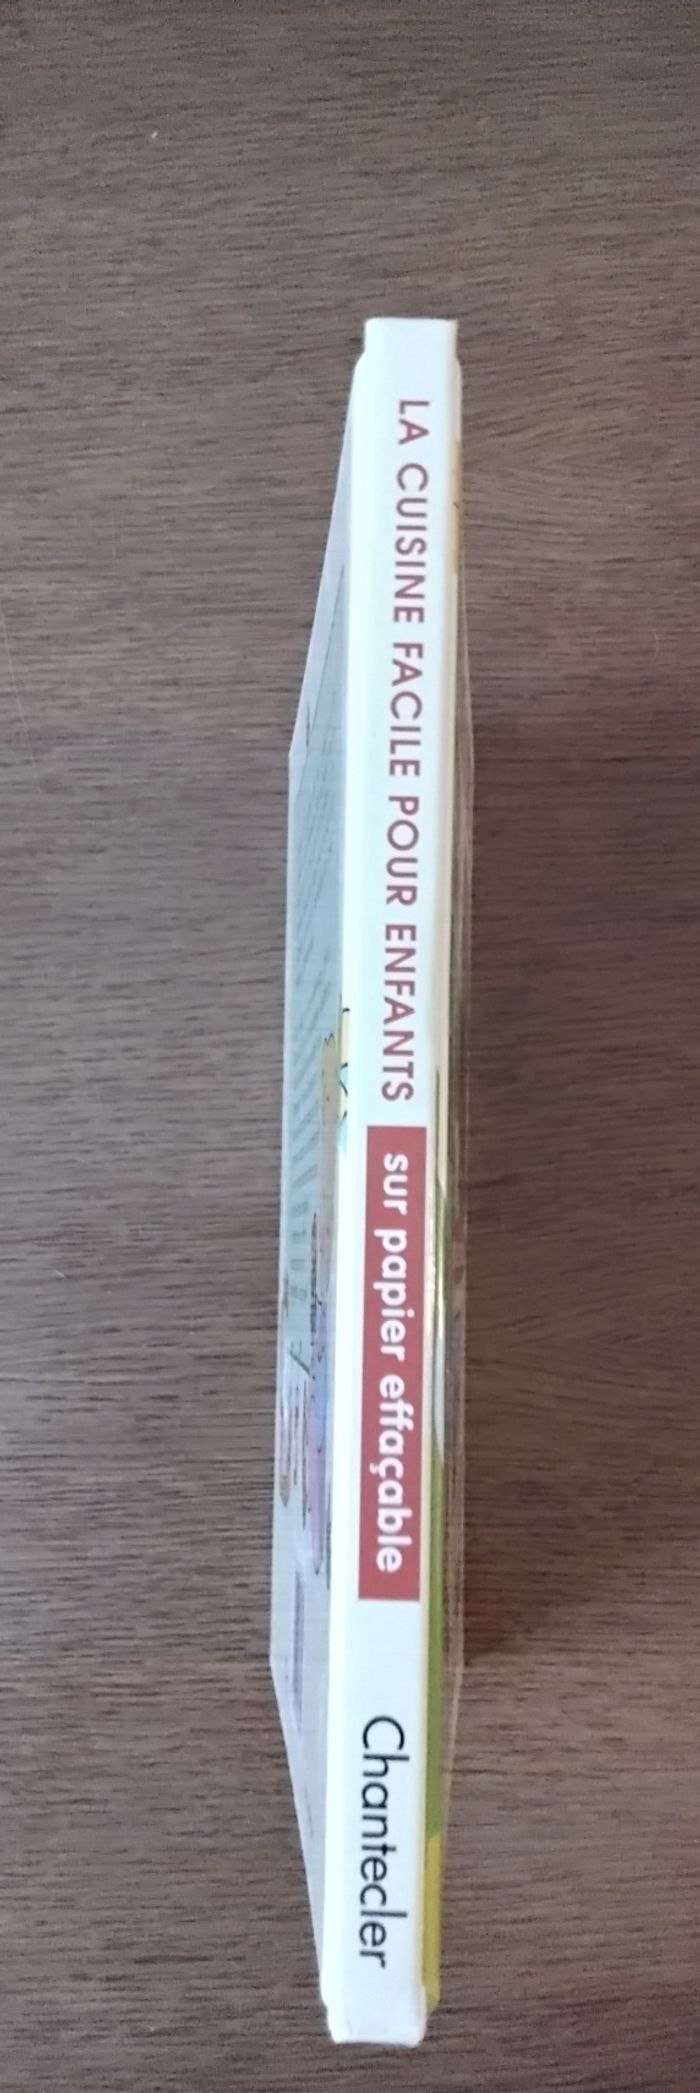 LA CUISINE FACILE POUR ENFANTS sur papier effaçable Chantecler